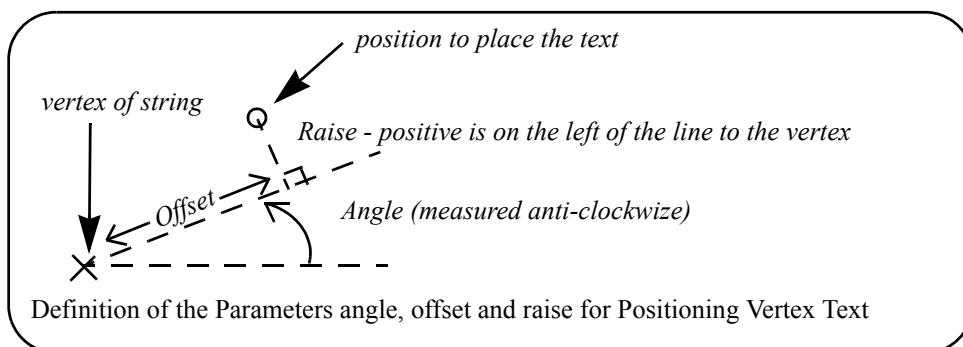 position to place the text
vertex of string
Raise - positive is on the left of the line to the vertex
Offset
Angle (measured anti-clockwize)
Definition of the Parameters angle, offset and raise for Positioning Vertex Text